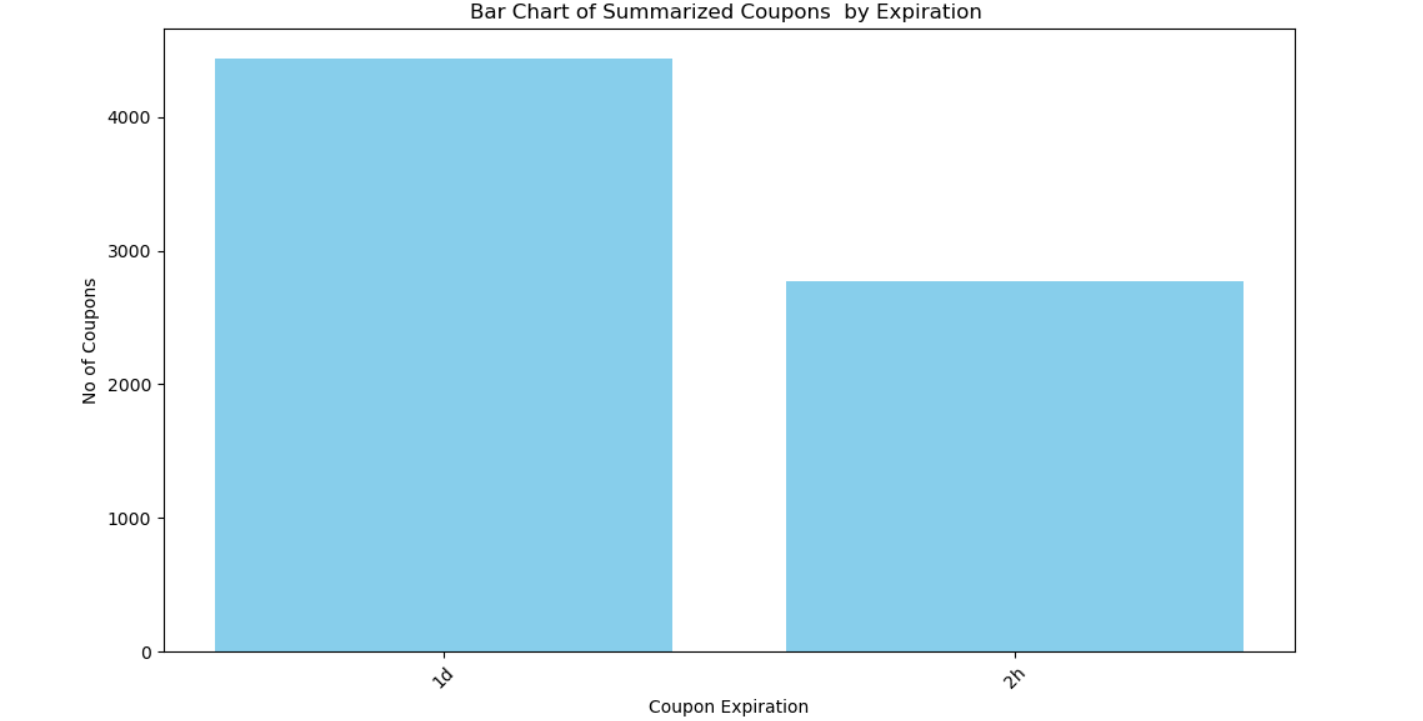 Bar Chart of Summarized Coupons  by Expiration
No of Coupons
4000
3000
2000
1000
0
1d
2h
Coupon Expiration